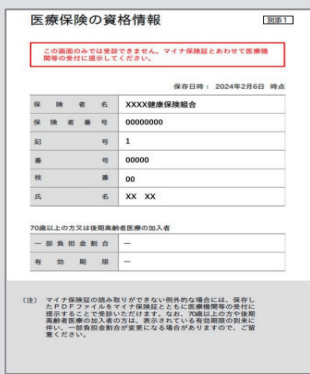 医療保険の資格情報
別添1
この画面のみでは受診できません。マイナ保険証とあわせて医療機
関等の受付に提示してください。
保存日時： 2024年2月6日 時点
保険者名 XXXX健康保険組合
保険者番号 00000000
記号 1
番号 00000
枝番 00
氏名 XX XX
70歳以上の方又は後期高齢者医療の加入者
一部負担金割合 ―
有効期限 ―
（注） マイナ保険証の読み取りができない例外的な場合には、保存し
たPDFファイルをマイナ保険証とともに医療機関等の受付に
提示することで受診いただけます。なお、70歳以上の方や後期
高齢者医療の加入者の方は、表示されている有効期限の到来に
伴い、一部負担金割合が変更になる場合がありますので、ご留
意ください。